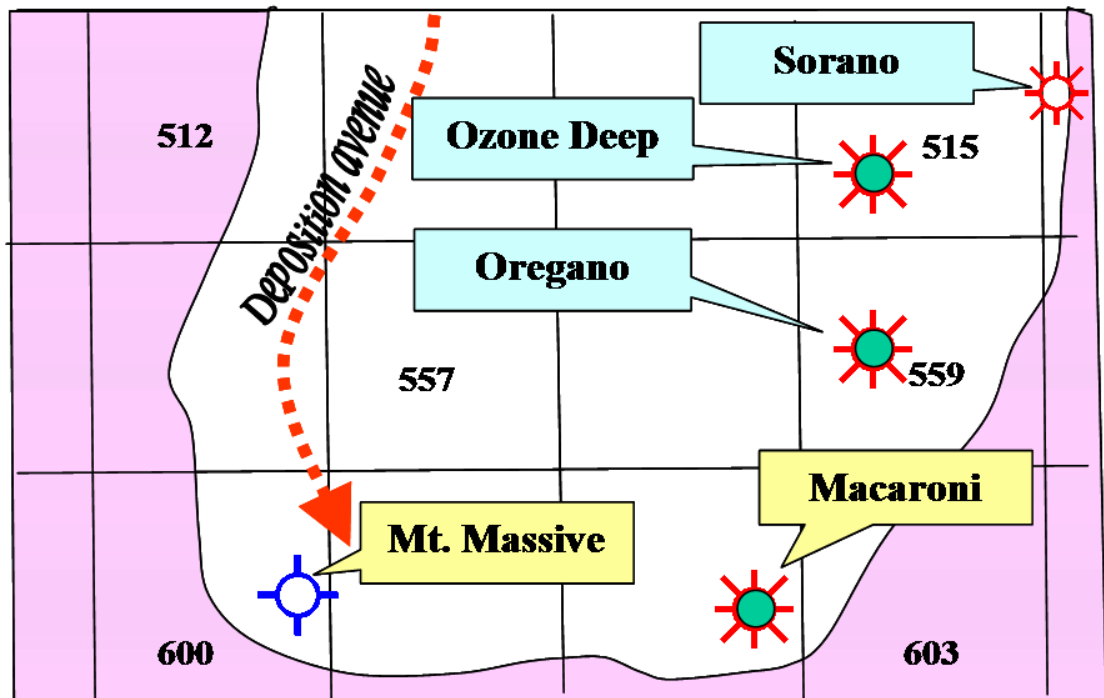 Sorano
512
Deposition avenue
Ozone Deep
515
Oregano
557
559
Macaroni
Mt. Massive
600
603